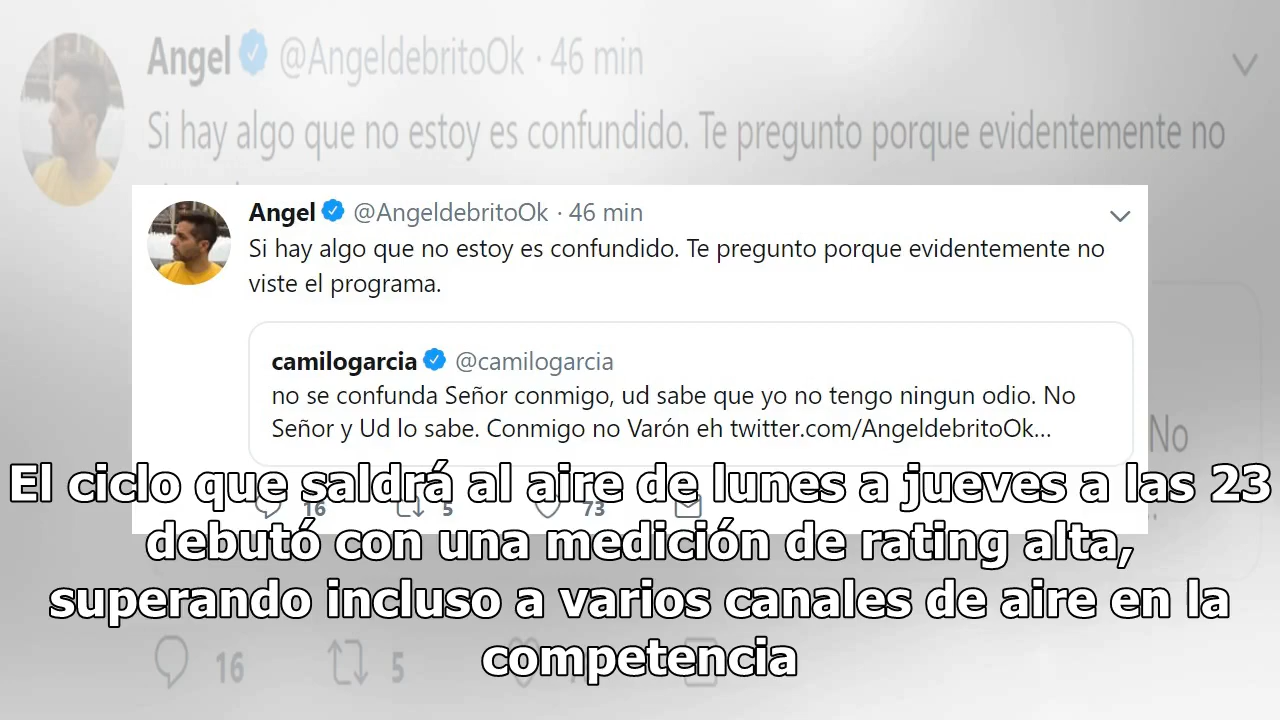 Angel @AngeldebritoOk · 46 min
Si hay algo que no estoy es confundido. Te pregunto porque evidentemente no
Angel @AngeldebritoOk · 46 min
Si hay algo que no estoy es confundido. Te pregunto porque evidentemente no
viste el programa.
camilogarcia @camilogarcia
no se confunda Señor conmigo, ud sabe que yo no tengo ningun odio. No
Señor y Ud lo sabe. Conmigo no Varón eh twitter.com/AngeldebritoOk...
No
16 5 73
El ciclo que saldrá al aire de lunes a jueves a las 23
debutó con una medición de rating alta,
superando incluso a varios canales de aire en la
competencia
16 5